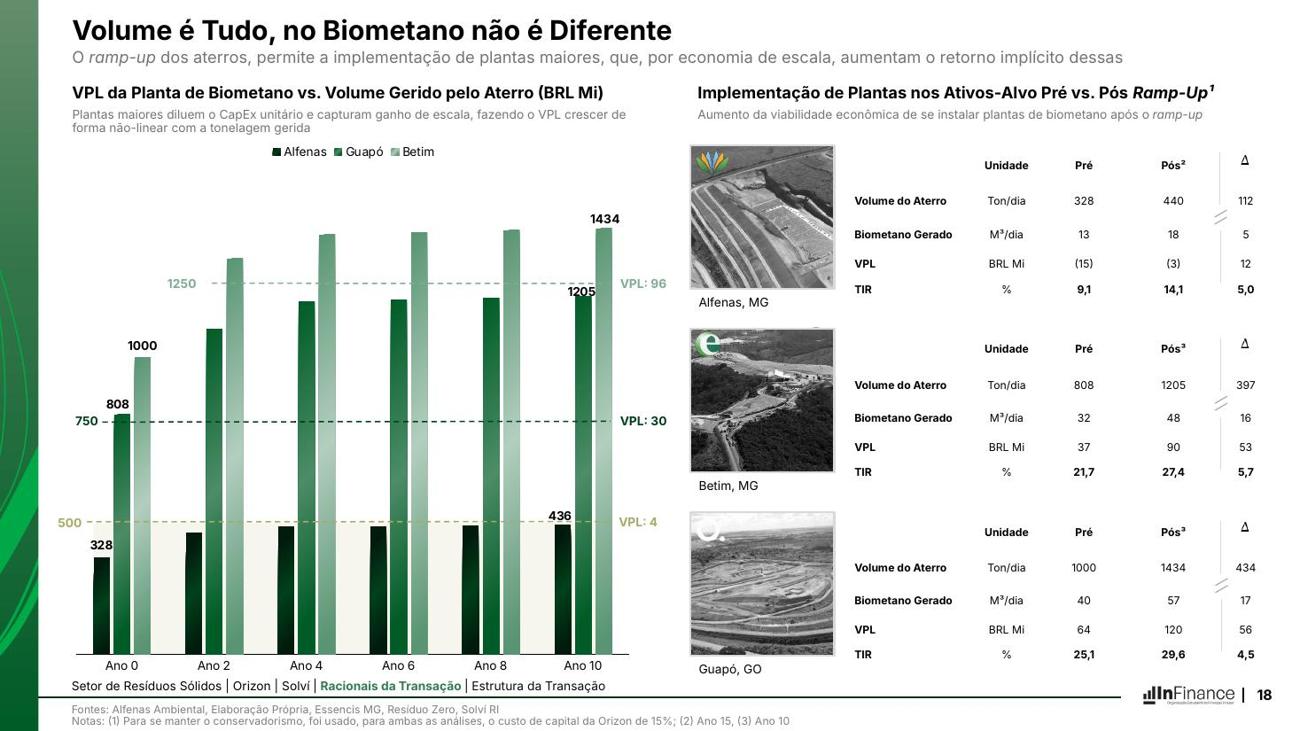 Volume é Tudo, no Biometano não é Diferente
O ramp-up dos aterros, permite a implementação de plantas maiores, que, por economia de escala, aumentam o retorno implícito dessas
VPL da Planta de Biometano vs. Volume Gerido pelo Aterro (BRL Mi)
Plantas maiores diluem o CapEx unitário e capturam ganho de escala, fazendo o VPL crescer de
forma não-linear com a tonelagem gerida
Alfenas Guapó Betim
1434
1250 VPL: 96
1205
1000
808
750 VPL: 30
436
500 VPL: 4
328
Ano 0 Ano 2 Ano 4 Ano 6 Ano 8 Ano 10
Implementação de Plantas nos Ativos-Alvo Pré vs. Pós Ramp-Up¹
Aumento da viabilidade econômica de se instalar plantas de biometano após o ramp-up
Unidade Pré Pós² Δ
Volume do Aterro Ton/dia 328 440 112
Biometano Gerado M³/dia 13 18 5
VPL BRL Mi (15) (3) 12
TIR % 9,1 14,1 5,0
Alfenas, MG
e
Unidade Pré Pós³ Δ
Volume do Aterro Ton/dia 808 1205 397
Biometano Gerado M³/dia 32 48 16
VPL BRL Mi 37 90 53
TIR % 21,7 27,4 5,7
Betim, MG
Unidade Pré Pós³ Δ
Volume do Aterro Ton/dia 1000 1434 434
Biometano Gerado M³/dia 40 57 17
VPL BRL Mi 64 120 56
TIR % 25,1 29,6 4,5
Guapó, GO
Setor de Resíduos Sólidos | Orizon | Solví | Racionais da Transação | Estrutura da Transação
Fontes: Alfenas Ambiental, Elaboração Própria, Essencis MG, Resíduo Zero, Solví RI
Notas: (1) Para se manter o conservadorismo, foi usado, para ambas as análises, o custo de capital da Orizon de 15%; (2) Ano 15, (3) Ano 10
InFinance | 18